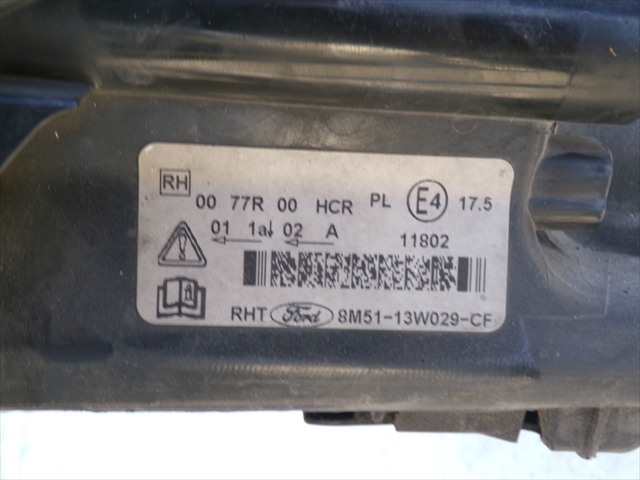 RH
00 77R 00 HCR PL E4 17.5
01 1a 02 A 11802
RHT Ford 8M51-13W029-CF